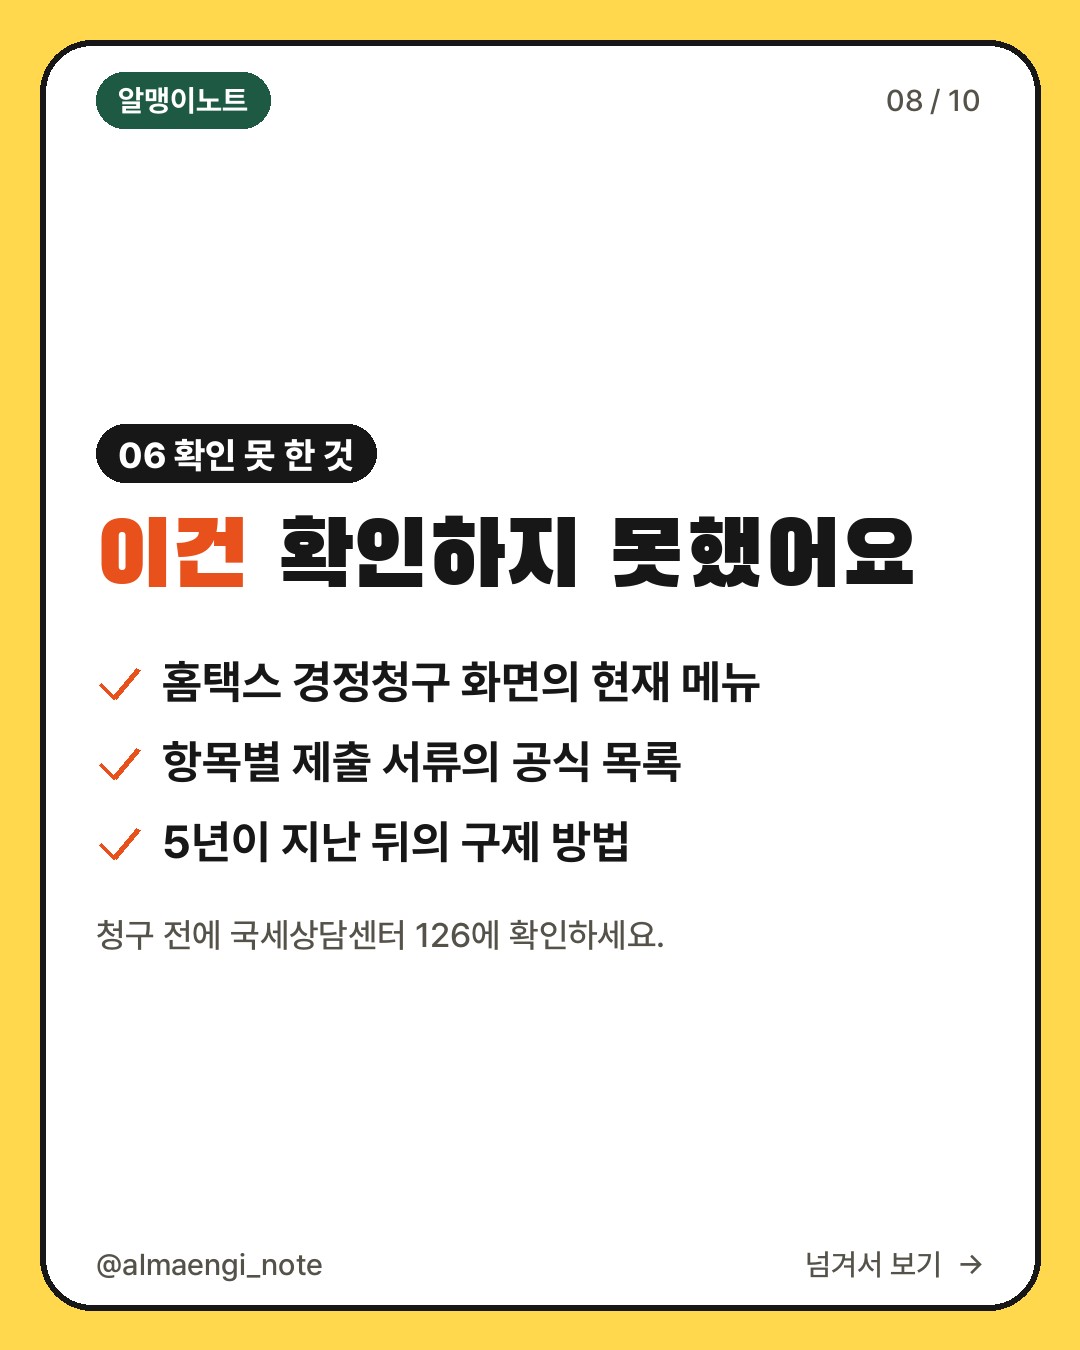 알맹이노트
08 / 10
06 확인 못 한 것
이건 확인하지 못했어요
홈택스 경정청구 화면의 현재 메뉴
항목별 제출 서류의 공식 목록
5년이 지난 뒤의 구제 방법
청구 전에 국세상담센터 126에 확인하세요.
@almaengi_note
넘겨서 보기 →